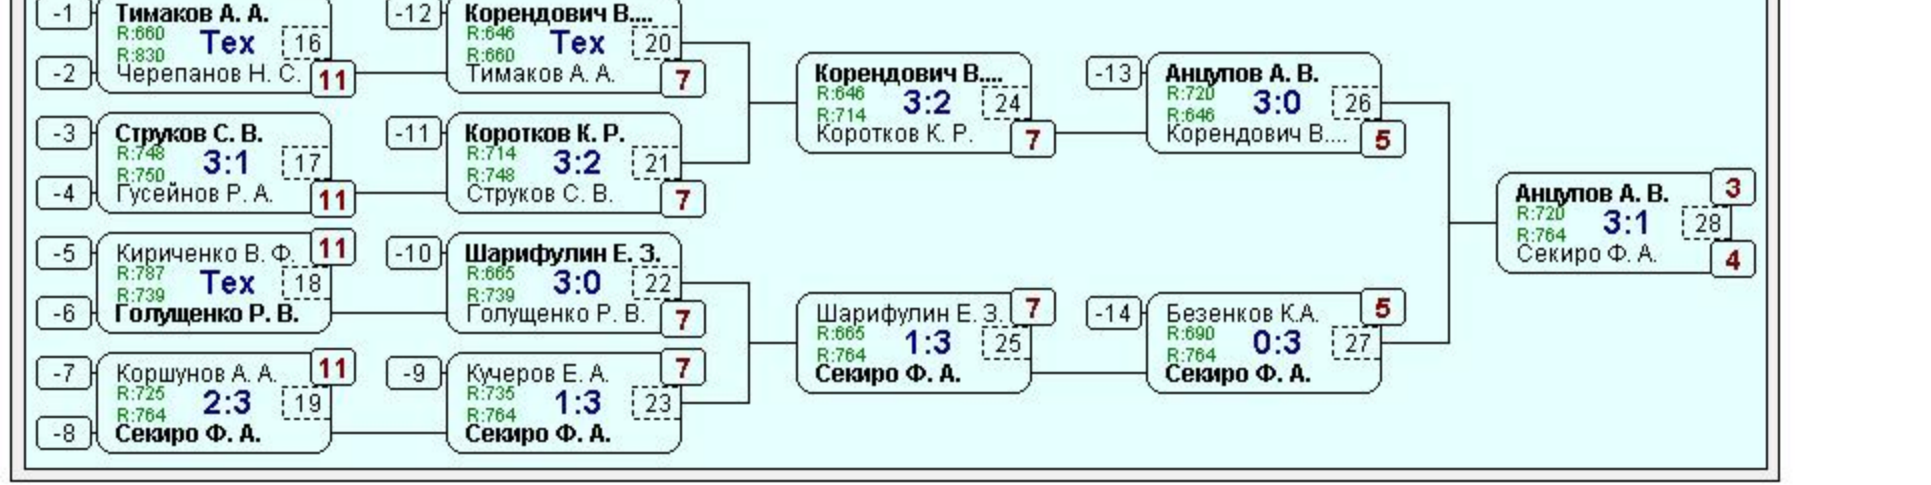 -1
Тимаков А. А.
R:660
Тех
16
R:830
-2
Черепанов Н. С.
11
-3
Струков С. В.
R:748
3:1
17
R:750
-4
Гусейнов Р. А.
11
-5
Кириченко В. Ф.
11
R:787
Тех
18
R:739
-6
Голущенко Р. В.
-7
Коршунов А. А.
11
R:725
2:3
19
R:764
-8
Секиро Ф. А.
-12
Корендович В....
R:646
Тех
20
R:660
Тимаков А. А.
7
-11
Коротков К. Р.
R:714
3:2
21
R:748
Струков С. В.
7
-10
Шарифулин Е. З.
R:665
3:0
22
R:739
Голущенко Р. В.
7
-9
Кучеров Е. А.
7
R:735
1:3
23
R:764
Секиро Ф. А.
Корендович В....
R:646
3:2
24
R:714
Коротков К. Р.
7
Шарифулин Е. З.
7
R:665
1:3
25
R:764
Секиро Ф. А.
-13
Анцупов А. В.
R:720
3:0
26
R:646
Корендович В....
5
-14
Безенков К.А.
5
R:690
0:3
27
R:764
Секиро Ф. А.
Анцупов А. В.
3
R:720
3:1
28
R:764
Секиро Ф. А.
4